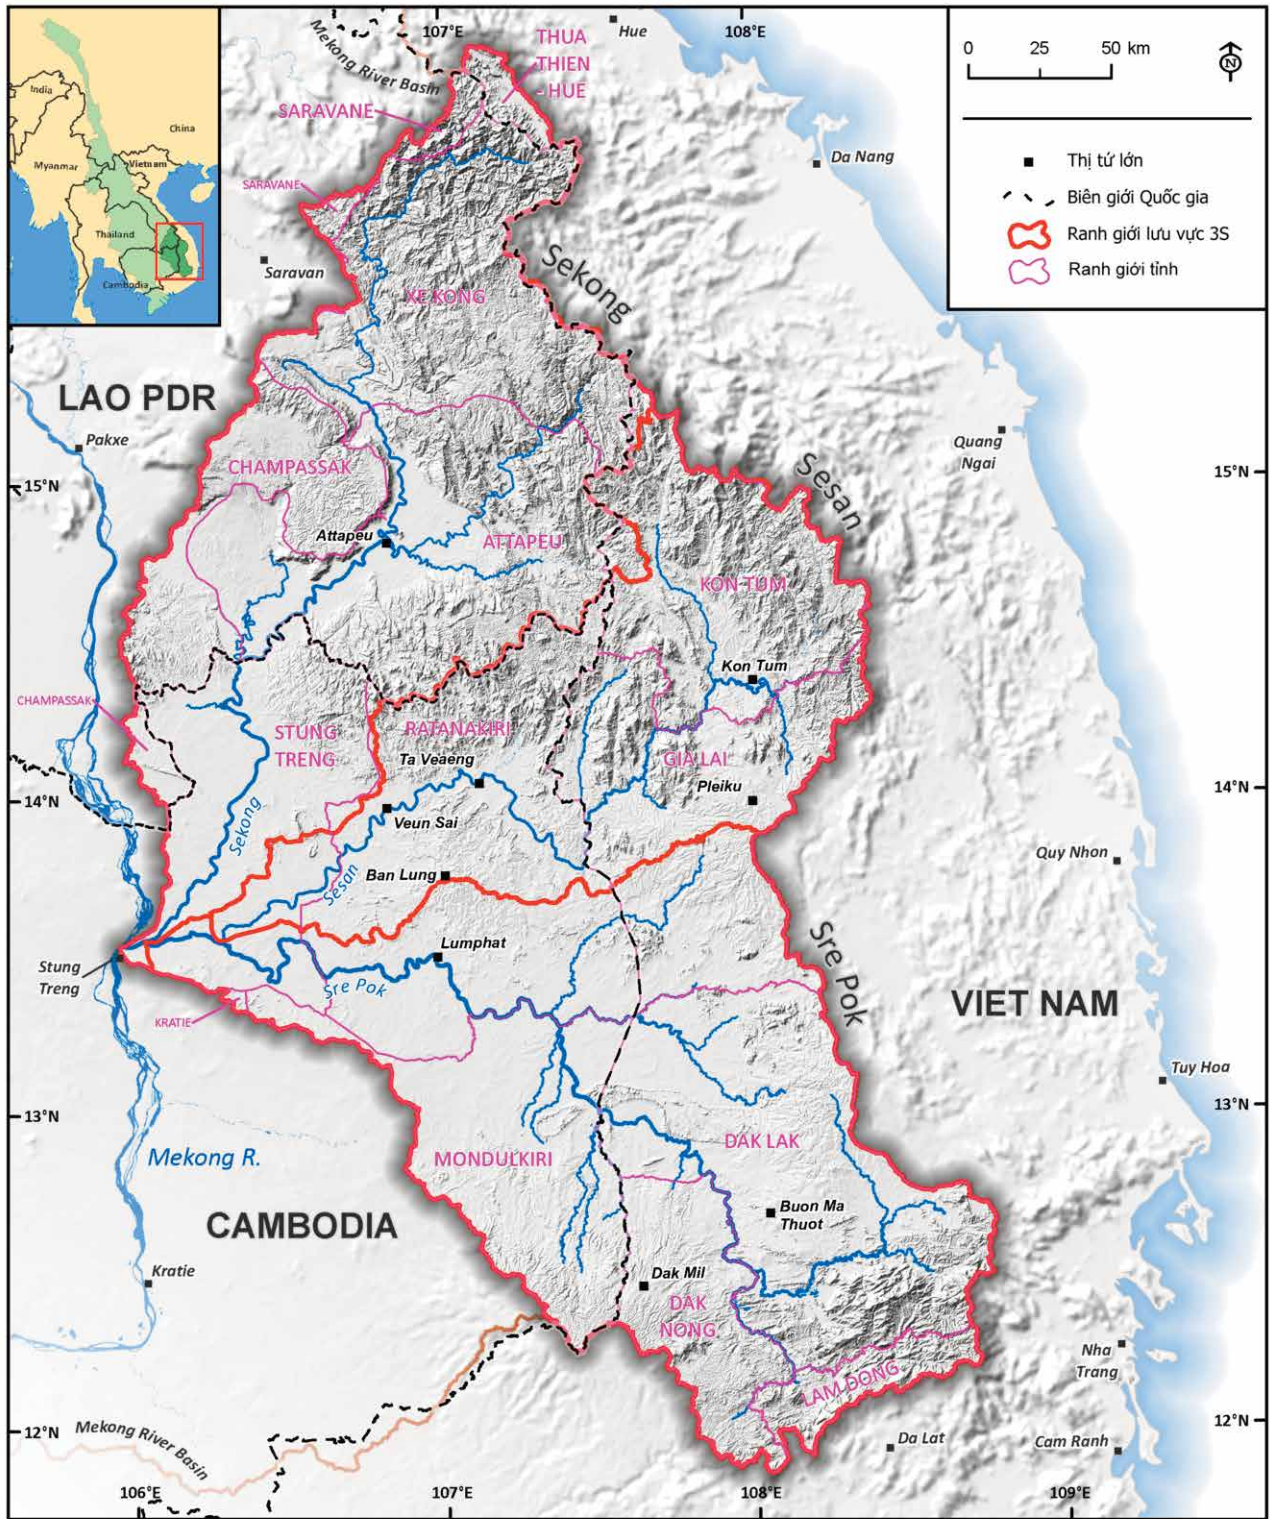 107°E
108°E
Hue
Mekong River Basin
THUA
THIEN
- HUE
0 25 50 km
N
India
China
Myanmar
Vietnam
Thailand
Cambodia
SARAVANE
Da Nang
Thị tứ lớn
Biên giới Quốc gia
Ranh giới lưu vực 3S
Ranh giới tỉnh
SARAVANE
Saravan
Sekong
XE KONG
LAO PDR
Pakxe
Quang
Ngai
CHAMPASSAK
Sesan
15°N
15°N
Attapeu
ATTAPEU
KON TUM
Kon Tum
CHAMPASSAK
STUNG
TRENG
RATANAKIRI
Ta Veaeng
GIA LAI
Pleiku
14°N
14°N
Sekong
Veun Sai
Quy Nhon
Ban Lung
Sesan
Sre Pok
Lumphat
Stung
Treng
Sre Pok
VIET NAM
KRATIE
Tuy Hoa
13°N
13°N
DAK LAK
Mekong R.
MONDULKIRI
CAMBODIA
Buon Ma
Thuot
Kratie
Dak Mil
DAK
NONG
Nha
Trang
LAM DONG
12°N
12°N
Mekong River Basin
Da Lat
Cam Ranh
106°E
107°E
108°E
109°E